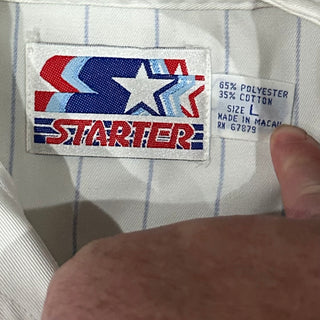 STARTER
65% POLYESTER
35% COTTON
SIZE L
MADE IN MACAU
RN 67879